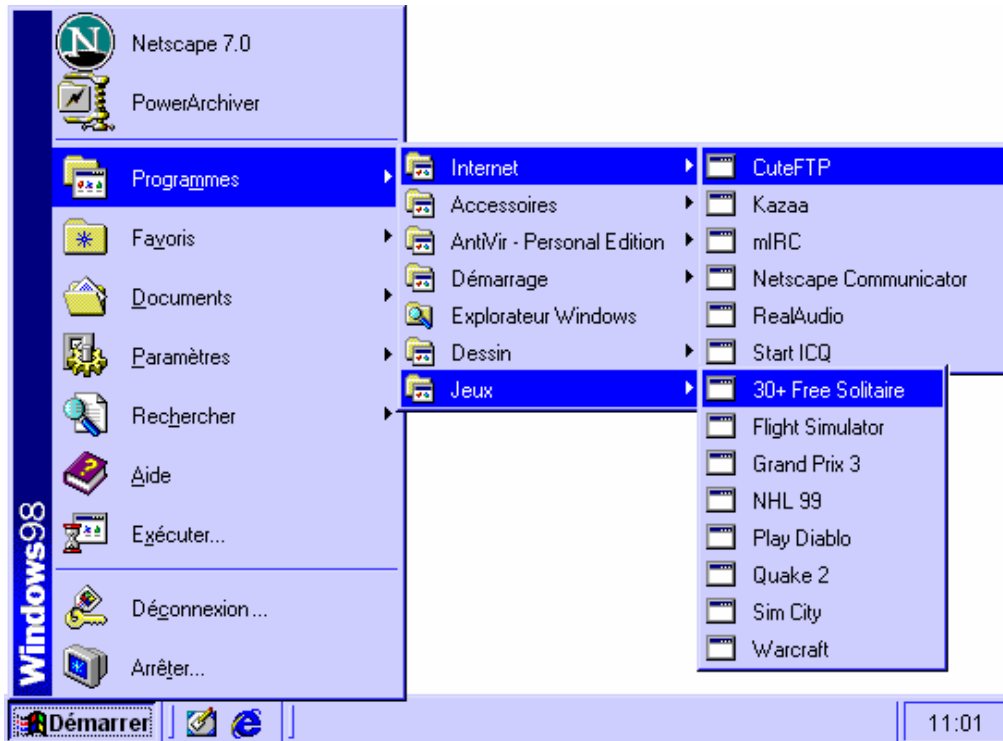 Netscape 7.0
PowerArchiver
Programmes
Favoris
Documents
Paramètres
Rechercher
Aide
Exécuter...
Déconnexion...
Arrêter...
Windows98
Internet
Accessoires
AntiVir - Personal Edition
Démarrage
Explorateur Windows
Dessin
Jeux
CuteFTP
Kazaa
mIRC
Netscape Communicator
RealAudio
Start ICQ
30+ Free Solitaire
Flight Simulator
Grand Prix 3
NHL 99
Play Diablo
Quake 2
Sim City
Warcraft
Démarrer
11:01